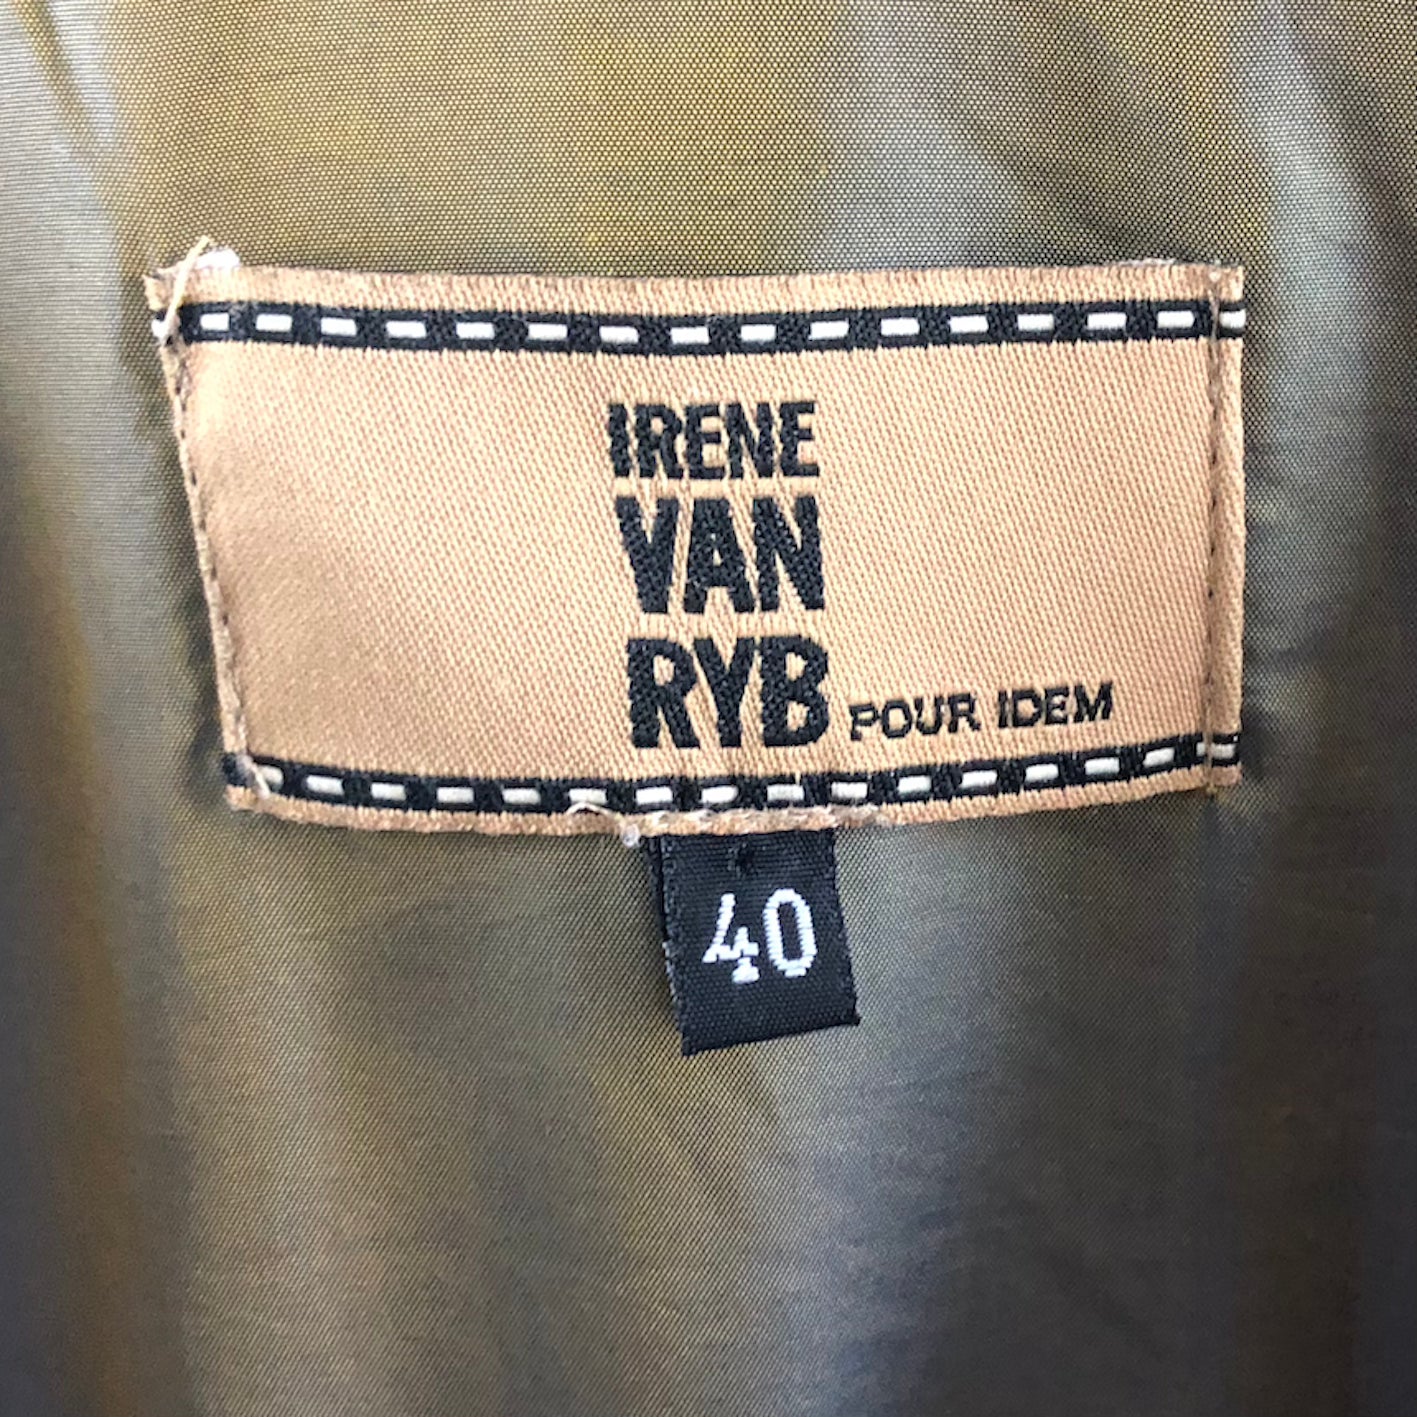 IRENE
VAN
RYB POUR IDEM
40